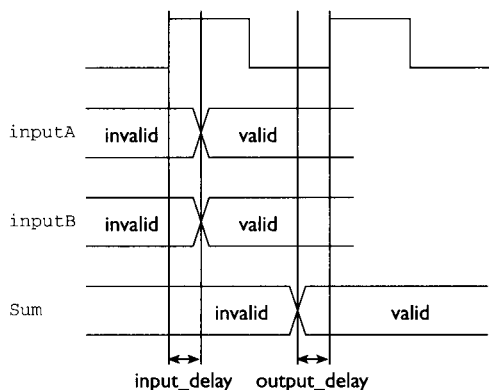 inputA invalid valid
inputB invalid valid
Sum invalid valid
input_delay output_delay